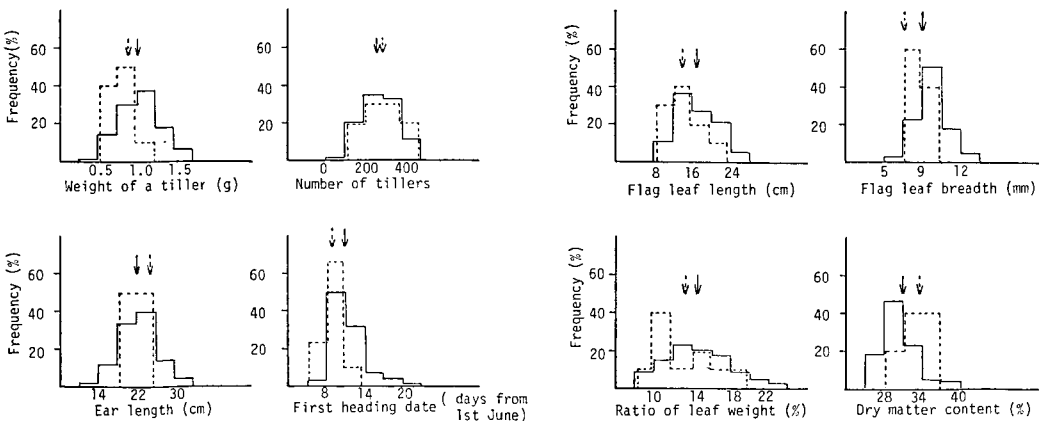 Frequency(%)
60
40
20
0.5 1.0 1.5
Weight of a tiller (g)
60
40
20
0 200 400
Number of tillers
Frequency (%)
60
40
20
8 16 24
Flag leaf length (cm)
60
40
20
5 9 12
Flag leaf breadth (mm)
Frequency (%)
60
40
20
14 22 30
Ear length (cm)
60
40
20
8 14 20
First heading date ( days from
1st June)
Frequency (%)
60
40
20
10 14 18 22
Ratio of leaf weight (%)
60
40
20
28 34 40
Dry matter content (%)